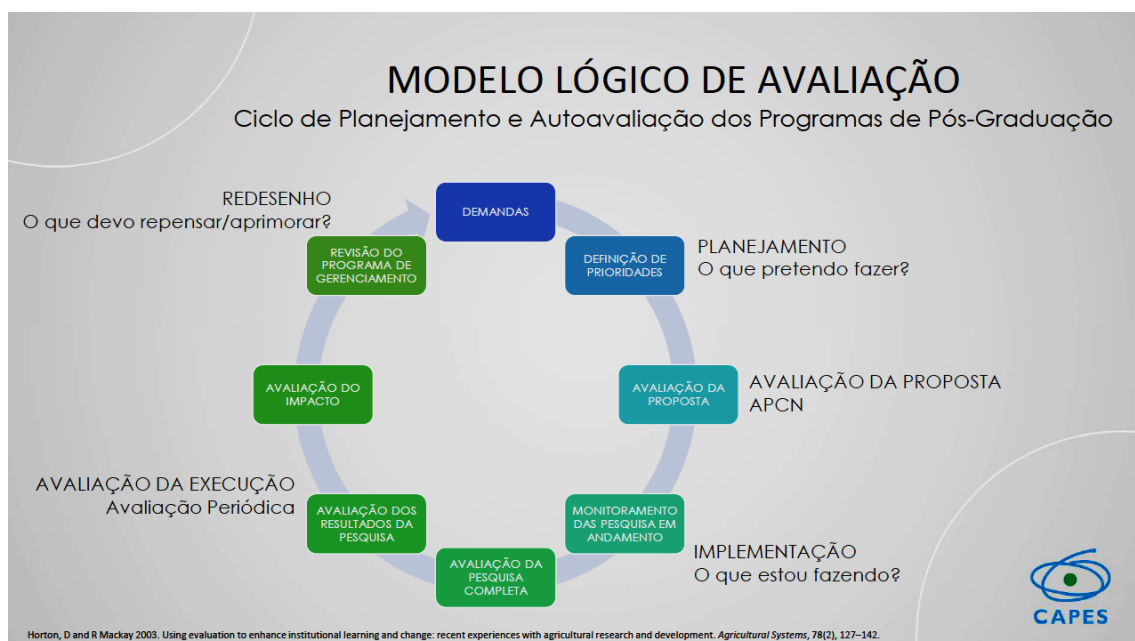 MODELO LÓGICO DE AVALIAÇÃO
Ciclo de Planejamento e Autoavaliação dos Programas de Pós-Graduação
REDESENHO
O que devo repensar/aprimorar?
DEMANDAS
REVISÃO DO
PROGRAMA DE
GERENCIAMENTO
DEFINIÇÃO DE
PRIORIDADES
PLANEJAMENTO
O que pretendo fazer?
AVALIAÇÃO DO
IMPACTO
AVALIAÇÃO DA
PROPOSTA
AVALIAÇÃO DA PROPOSTA
APCN
AVALIAÇÃO DA EXECUÇÃO
Avaliação Periódica
AVALIAÇÃO DOS
RESULTADOS DA
PESQUISA
MONITORAMENTO
DAS PESQUISA EM
ANDAMENTO
IMPLEMENTAÇÃO
O que estou fazendo?
AVALIAÇÃO DA
PESQUISA
COMPLETA
CAPES
Horton, D and R Mackay 2003. Using evaluation to enhance institutional learning and change: recent experiences with agricultural research and development. Agricultural Systems, 78(2), 127–142.